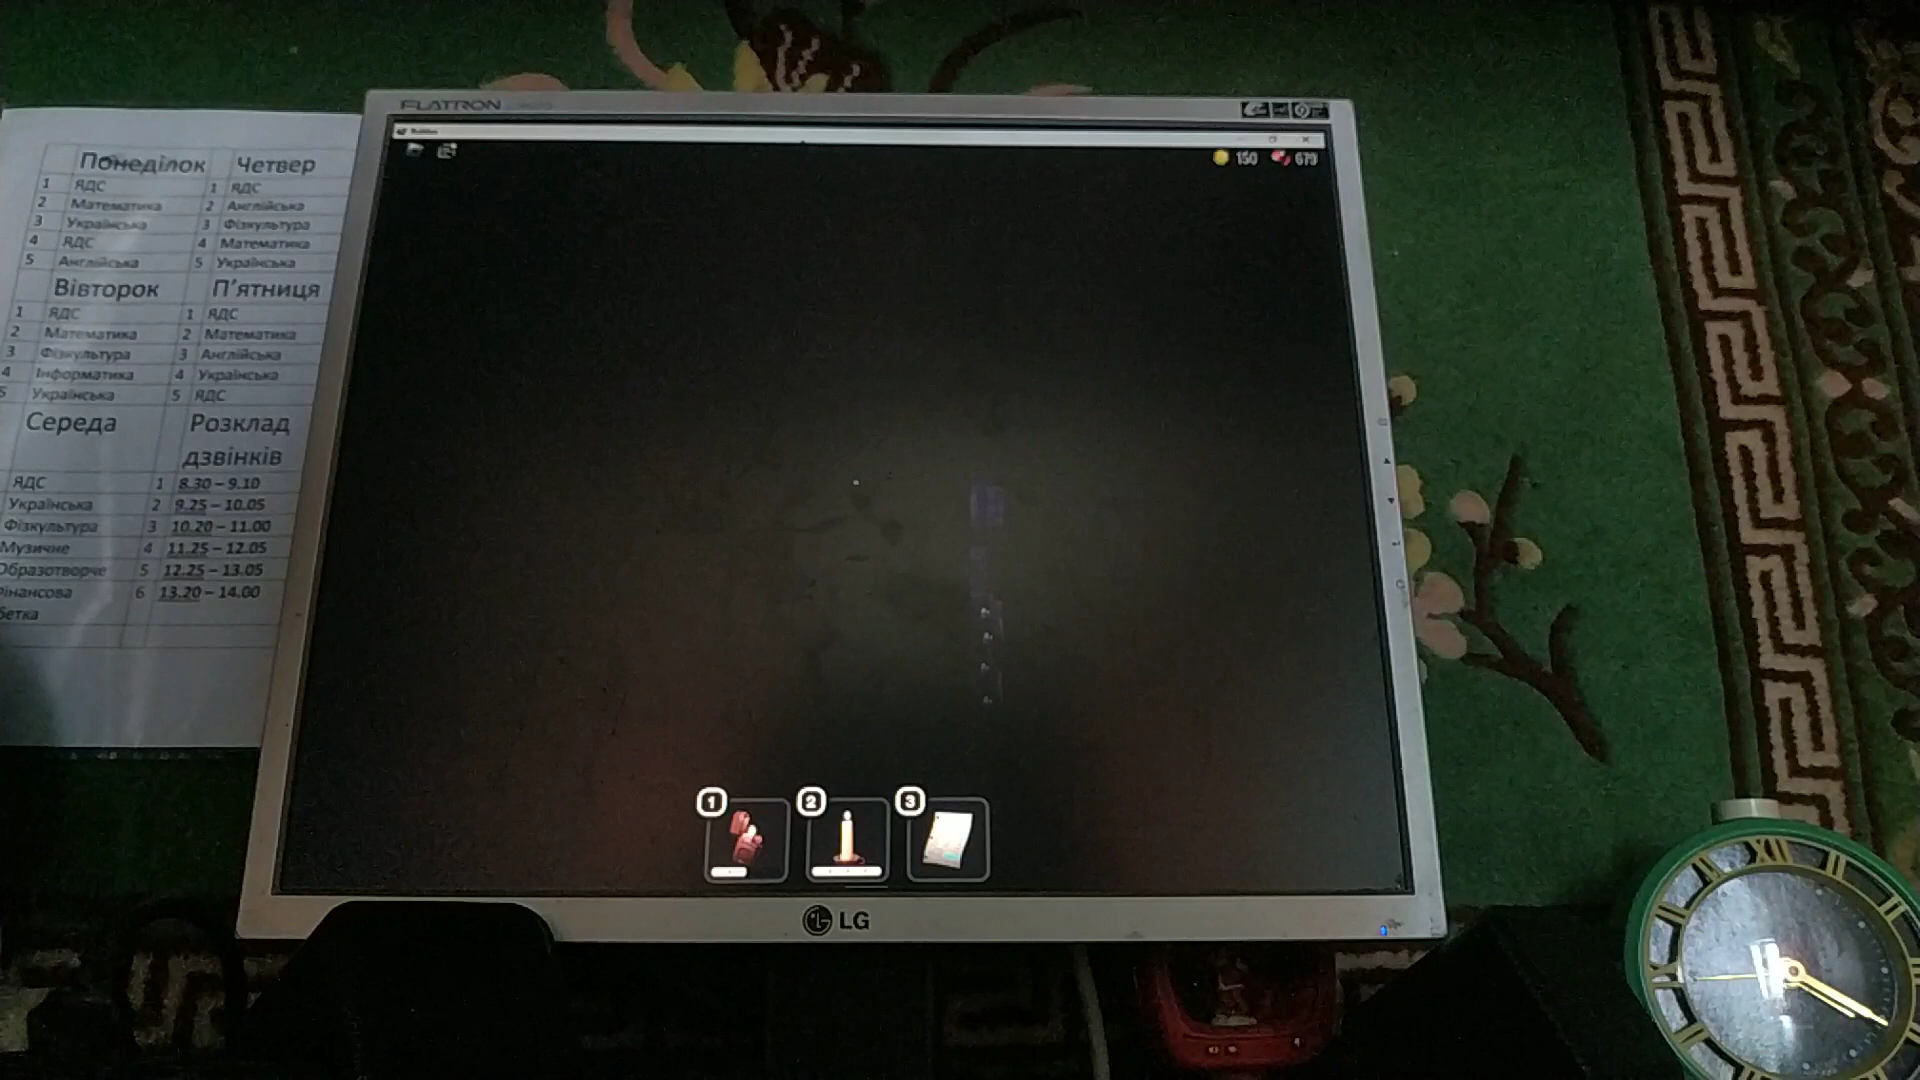 FLATRON
Roblox
150 679
Понеділок Четвер
1 ЯДС 1 ЯДС
2 Математика 2 Англійська
3 Українська 3 Фізкультура
4 ЯДС 4 Математика
5 Англійська 5 Українська
Вівторок П'ятниця
1 ЯДС 1 ЯДС
2 Математика 2 Математика
3 Фізкультура 3 Англійська
4 Інформатика 4 Українська
5 Українська 5 ЯДС
Середа Розклад
дзвінків
ЯДС 1 8.30 – 9.10
Українська 2 9.25 – 10.05
Фізкультура 3 10.20 – 11.00
Музичне 4 11.25 – 12.05
Образотворче 5 12.25 – 13.05
Фінансова 6 13.20 – 14.00
1 2 3
LG